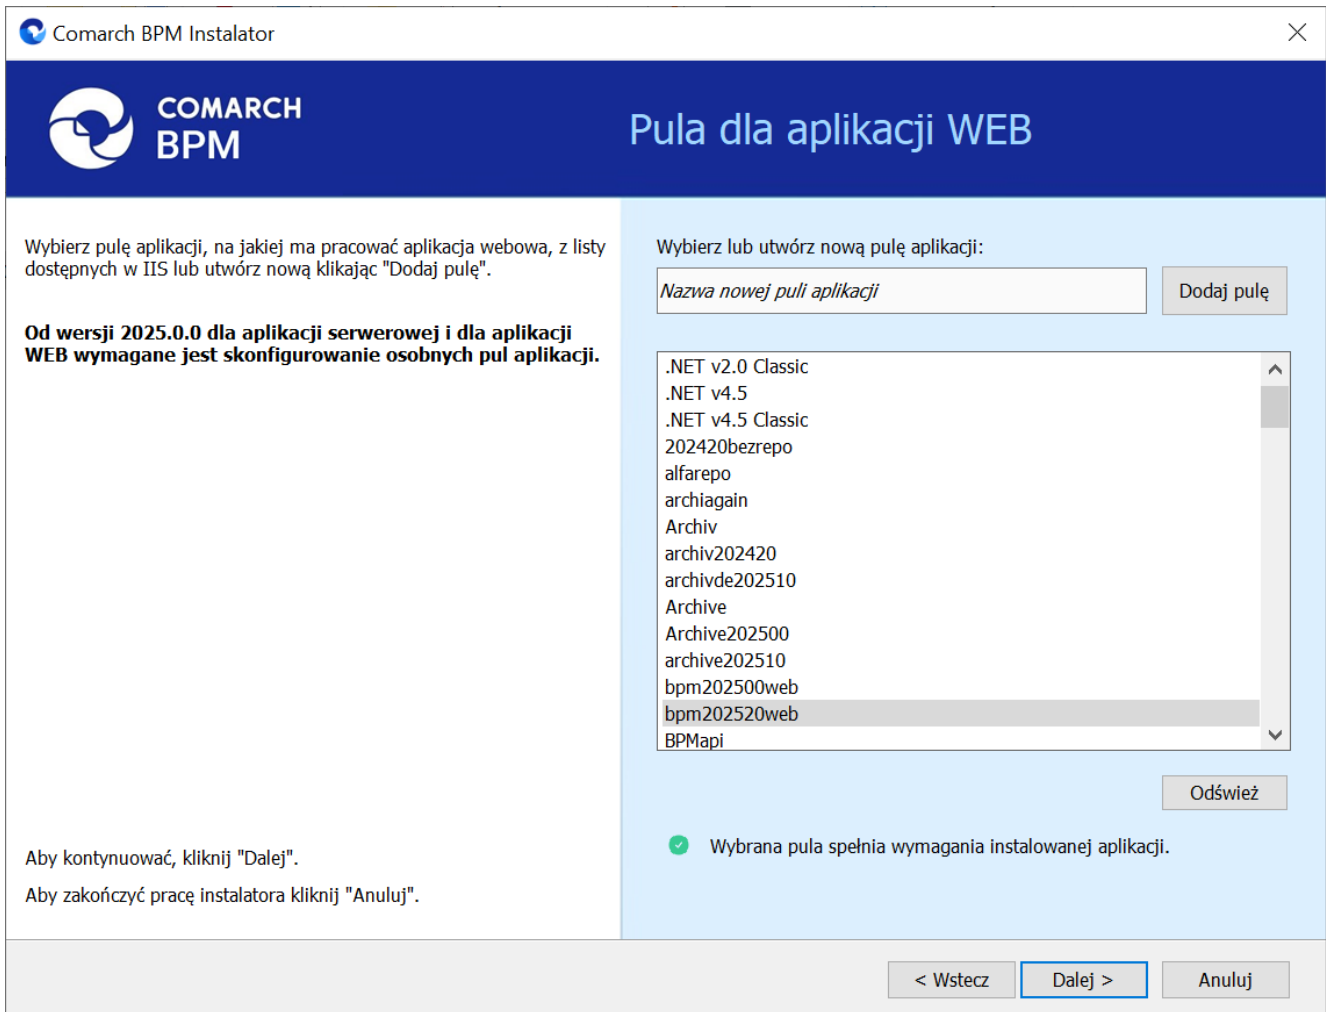 Comarch BPM Instalator
COMARCH
BPM
Pula dla aplikacji WEB
Wybierz pulę aplikacji, na jakiej ma pracować aplikacja webowa, z listy
dostępnych w IIS lub utwórz nową klikając "Dodaj pulę".
Od wersji 2025.0.0 dla aplikacji serwerowej i dla aplikacji
WEB wymagane jest skonfigurowanie osobnych pul aplikacji.
Aby kontynuować, kliknij "Dalej".
Aby zakończyć pracę instalatora kliknij "Anuluj".
Wybierz lub utwórz nową pulę aplikacji:
Nazwa nowej puli aplikacji
Dodaj pulę
.NET v2.0 Classic
.NET v4.5
.NET v4.5 Classic
202420bezrepo
alfarepo
archiagain
Archiv
archiv202420
archivde202510
Archive
Archive202500
archive202510
bpm202500web
bpm202520web
BPMapi
Odśwież
Wybrana pula spełnia wymagania instalowanej aplikacji.
< Wstecz
Dalej >
Anuluj